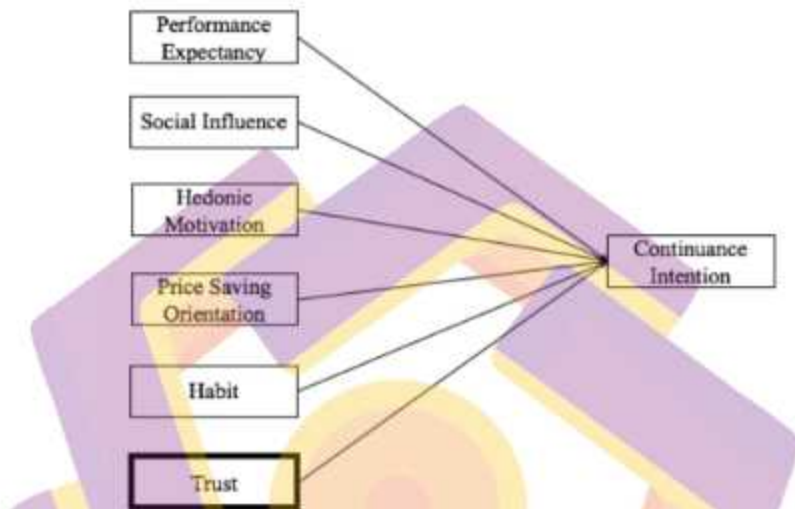 Performance
Expectancy
Social Influence
Hedonic
Motivation
Continuance
Intention
Price Saving
Orientation
Habit
Trust